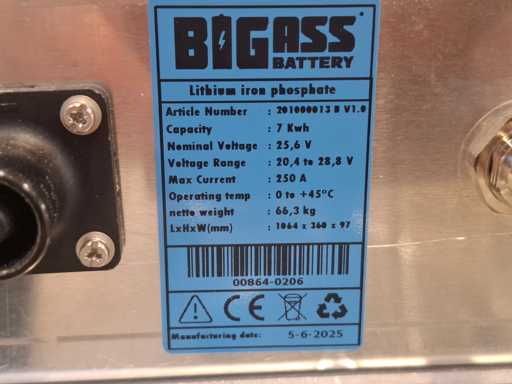 BIGASS
BATTERY
Lithium iron phosphate
Article Number : 201000013 B V1.0
Capacity : 7 Kwh
Nominal Voltage : 25,6 V
Voltage Range : 20,4 to 28,8 V
Max Current : 250 A
Operating temp : 0 to +45°C
netto weight : 66,3 kg
LxHxW(mm) : 1064 x 360 x 97
00864-0206
CE
Manufacturing date: 5-6-2025